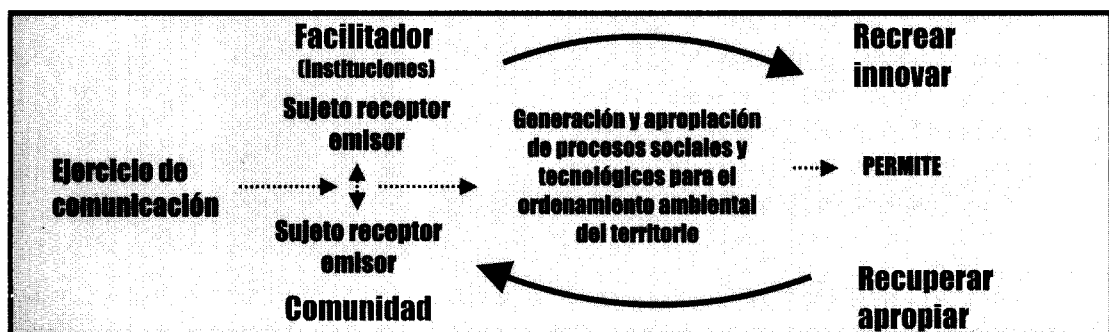 Facilitador
(Instituciones)
Sujeto receptor
emisor
Ejercicio de
comunicación
Sujeto receptor
emisor
Comunidad
Generación y apropiación
de procesos sociales y
tecnológicos para el
ordenamiento ambiental
del territorio
Recrear
innovar
PERMITE
Recuperar
apropiar